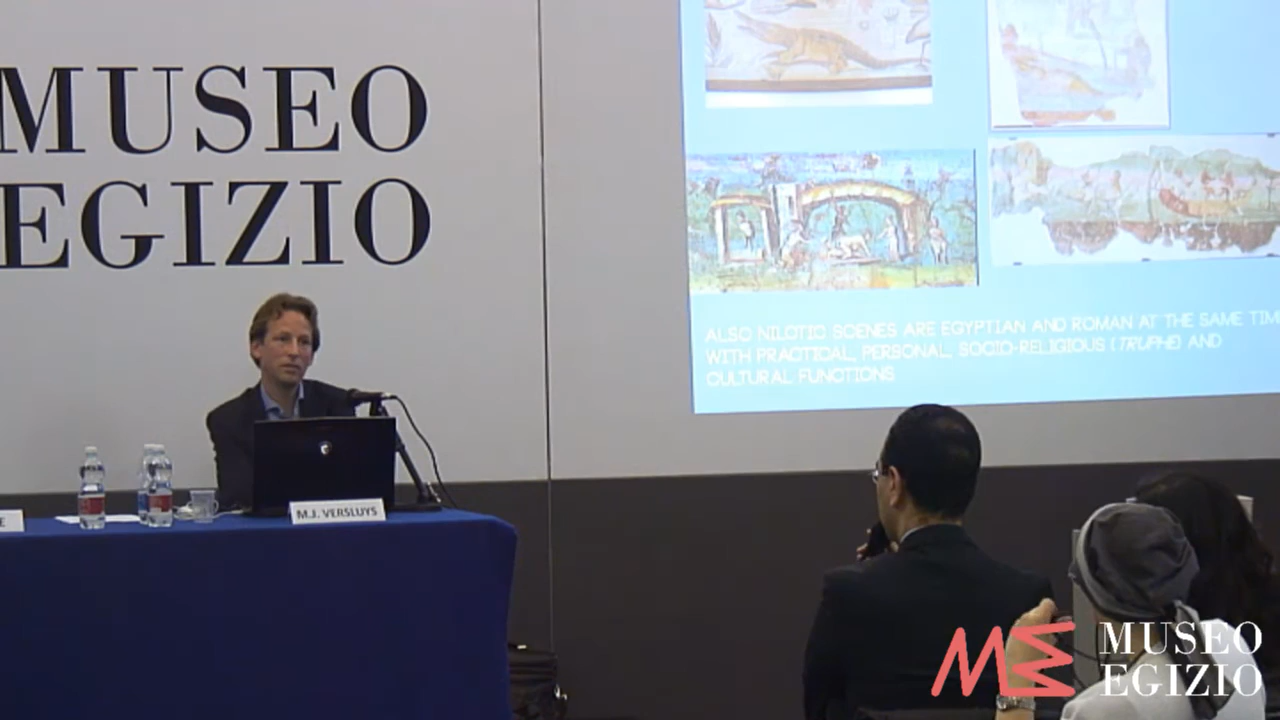 MUSEO
EGIZIO
ALSO NILOTIC SCENES ARE EGYPTIAN AND ROMAN AT THE SAME TIM
WITH PRACTICAL, PERSONAL, SOCIO-RELIGIOUS (TRUPHE) AND
CULTURAL FUNCTIONS
E
M.J. VERSLUYS
ME MUSEO
EGIZIO